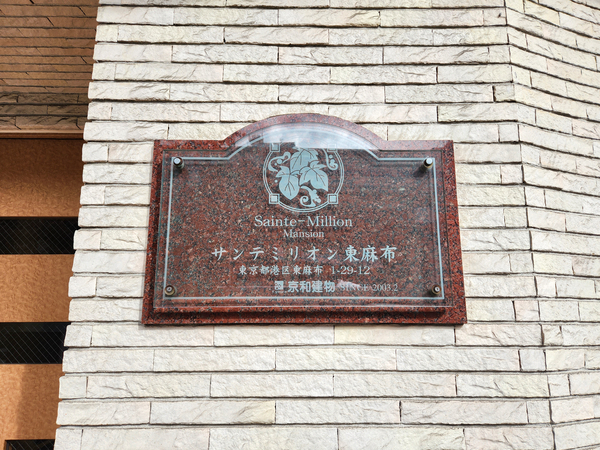 Sainte-Million
Mansion
サンテミリオン東麻布
東京都港区東麻布 1-29-12
京和建物 SINCE 2003.2